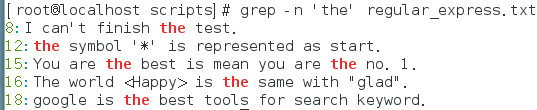 [root@localhost scripts]# grep -n 'the' regular_express.txt
8:I can't finish the test.
12:the symbol '*' is represented as start.
15:You are the best is mean you are the no. 1.
16:The world <Happy> is the same with "glad".
18:google is the best tools for search keyword.